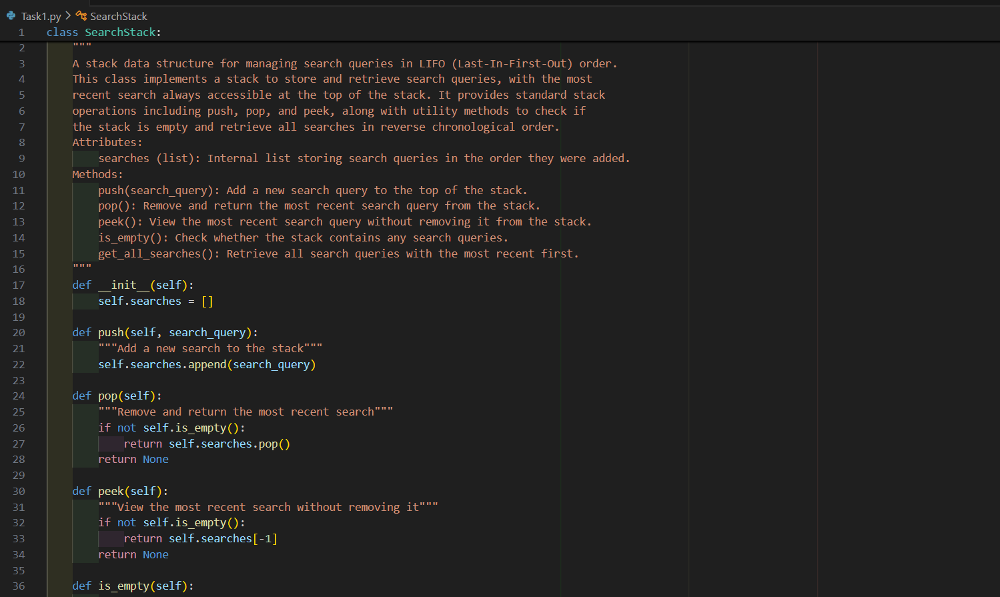 Task1.py > SearchStack
1 class SearchStack:
2 """
3 A stack data structure for managing search queries in LIFO (Last-In-First-Out) order.
4 This class implements a stack to store and retrieve search queries, with the most
5 recent search always accessible at the top of the stack. It provides standard stack
6 operations including push, pop, and peek, along with utility methods to check if
7 the stack is empty and retrieve all searches in reverse chronological order.
8 Attributes:
9 searches (list): Internal list storing search queries in the order they were added.
10 Methods:
11 push(search_query): Add a new search query to the top of the stack.
12 pop(): Remove and return the most recent search query from the stack.
13 peek(): View the most recent search query without removing it from the stack.
14 is_empty(): Check whether the stack contains any search queries.
15 get_all_searches(): Retrieve all search queries with the most recent first.
16 """
17 def __init__(self):
18 self.searches = []
19
20 def push(self, search_query):
21 """Add a new search to the stack"""
22 self.searches.append(search_query)
23
24 def pop(self):
25 """Remove and return the most recent search"""
26 if not self.is_empty():
27 return self.searches.pop()
28 return None
29
30 def peek(self):
31 """View the most recent search without removing it"""
32 if not self.is_empty():
33 return self.searches[-1]
34 return None
35
36 def is_empty(self):